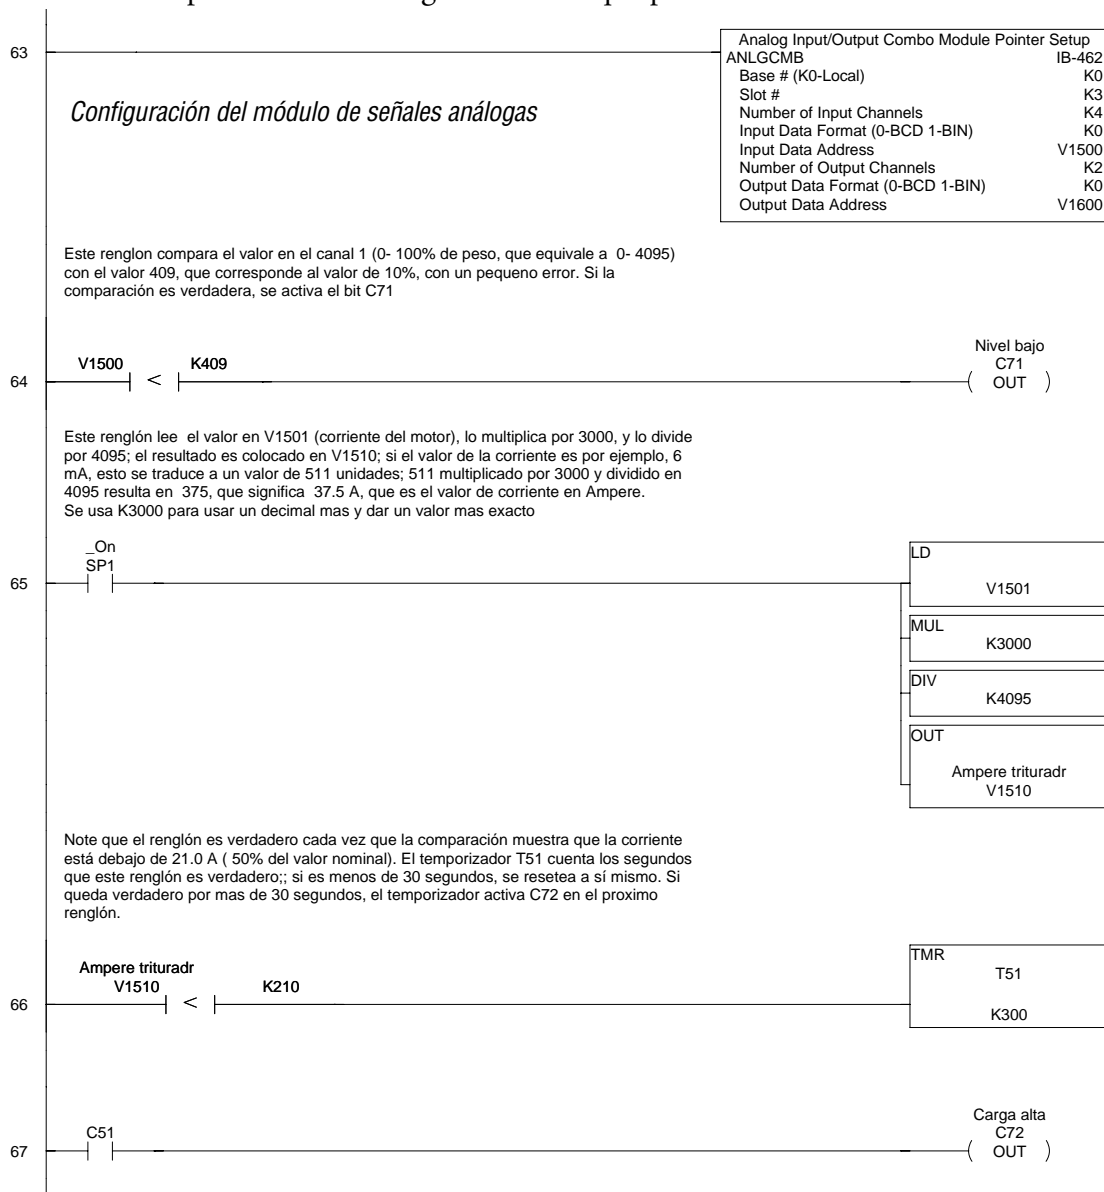 63
Analog Input/Output Combo Module Pointer Setup
ANLGCMB IB-462
Base # (K0-Local) K0
Slot # K3
Number of Input Channels K4
Input Data Format (0-BCD 1-BIN) K0
Input Data Address V1500
Number of Output Channels K2
Output Data Format (0-BCD 1-BIN) K0
Output Data Address V1600
Configuración del módulo de señales análogas
Este renglon compara el valor en el canal 1 (0- 100% de peso, que equivale a 0- 4095)
con el valor 409, que corresponde al valor de 10%, con un pequeno error. Si la
comparación es verdadera, se activa el bit C71
64
V1500 < K409
Nivel bajo
C71
( OUT )
Este renglón lee el valor en V1501 (corriente del motor), lo multiplica por 3000, y lo divide
por 4095; el resultado es colocado en V1510; si el valor de la corriente es por ejemplo, 6
mA, esto se traduce a un valor de 511 unidades; 511 multiplicado por 3000 y dividido en
4095 resulta en 375, que significa 37.5 A, que es el valor de corriente en Ampere.
Se usa K3000 para usar un decimal mas y dar un valor mas exacto
65
_On
SP1
LD
V1501
MUL
K3000
DIV
K4095
OUT
Ampere trituradr
V1510
Note que el renglón es verdadero cada vez que la comparación muestra que la corriente
está debajo de 21.0 A ( 50% del valor nominal). El temporizador T51 cuenta los segundos
que este renglón es verdadero;; si es menos de 30 segundos, se resetea a sí mismo. Si
queda verdadero por mas de 30 segundos, el temporizador activa C72 en el proximo
renglón.
66
Ampere trituradr
V1510 < K210
TMR
T51
K300
67
C51
Carga alta
C72
( OUT )